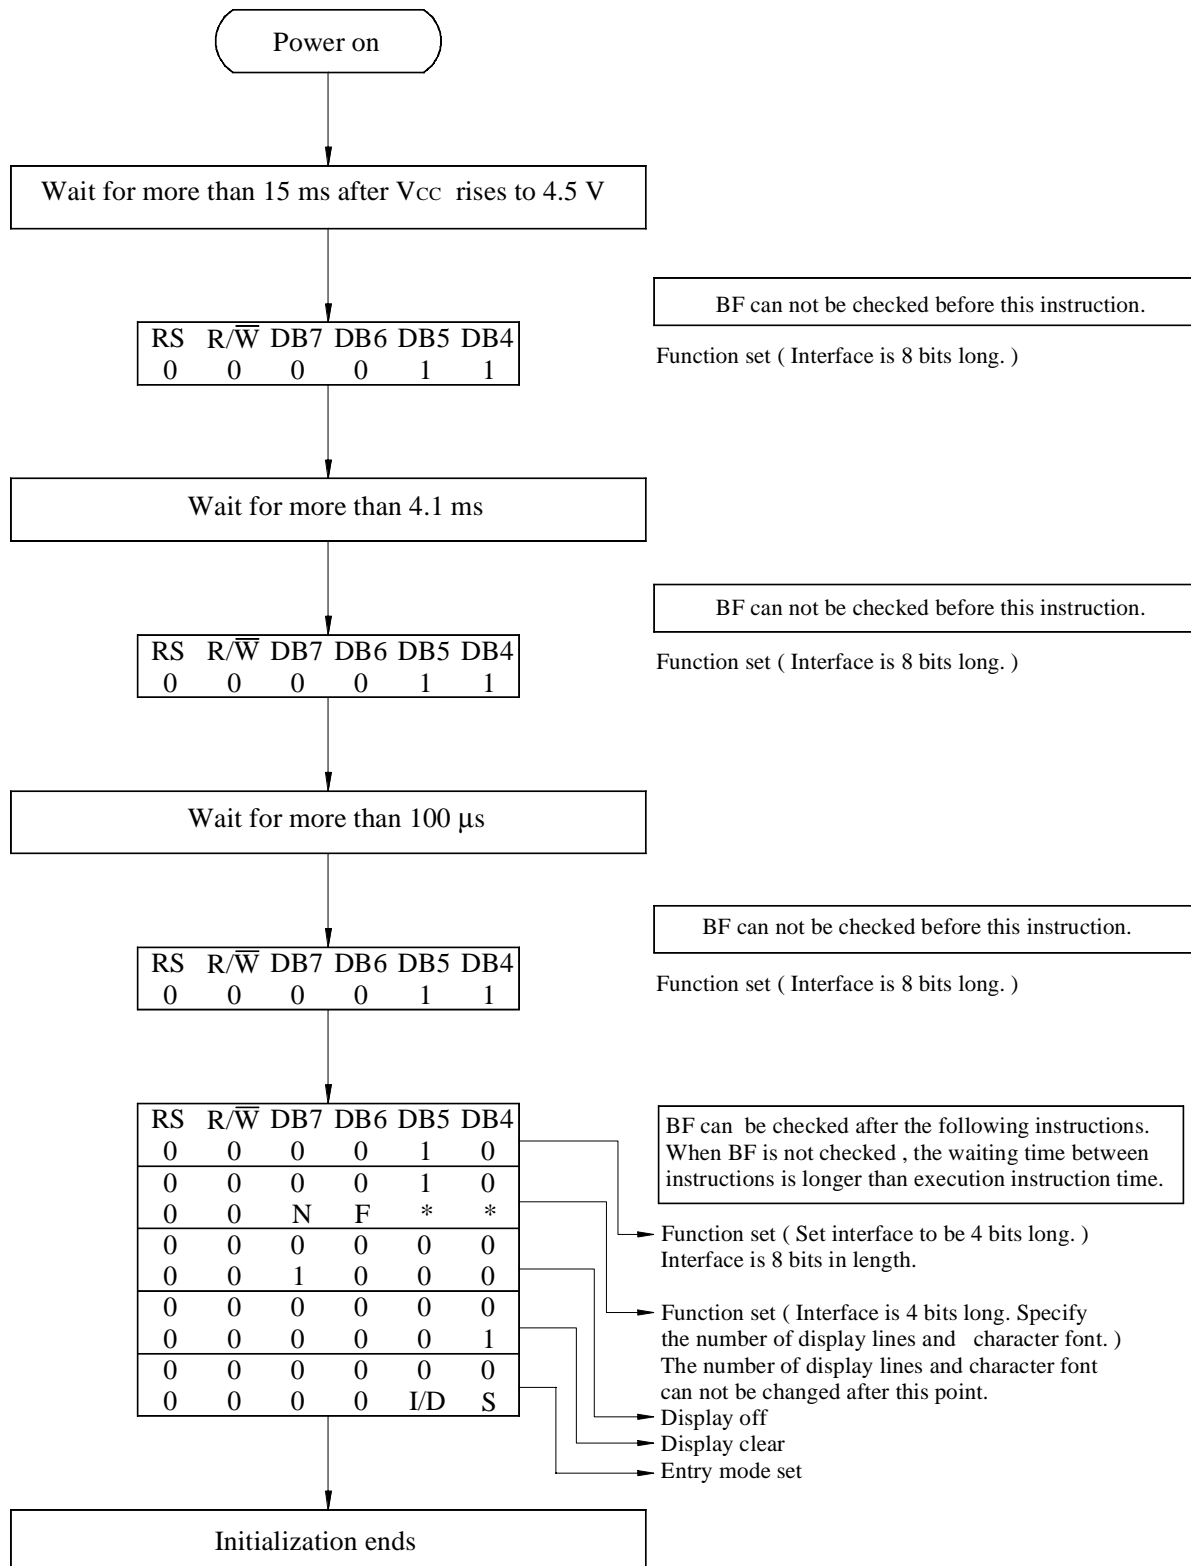 Power on
Wait for more than 15 ms after VCC rises to 4.5 V
BF can not be checked before this instruction.
RS R/W̅ DB7 DB6 DB5 DB4
0 0 0 0 1 1
Function set ( Interface is 8 bits long. )
Wait for more than 4.1 ms
BF can not be checked before this instruction.
RS R/W̅ DB7 DB6 DB5 DB4
0 0 0 0 1 1
Function set ( Interface is 8 bits long. )
Wait for more than 100 µs
BF can not be checked before this instruction.
RS R/W̅ DB7 DB6 DB5 DB4
0 0 0 0 1 1
Function set ( Interface is 8 bits long. )
RS R/W̅ DB7 DB6 DB5 DB4
0 0 0 0 1 0
0 0 0 0 1 0
0 0 N F * *
0 0 0 0 0 0
0 0 1 0 0 0
0 0 0 0 0 0
0 0 0 0 0 1
0 0 0 0 0 0
0 0 0 0 I/D S
BF can be checked after the following instructions.
When BF is not checked , the waiting time between
instructions is longer than execution instruction time.
Function set ( Set interface to be 4 bits long. )
Interface is 8 bits in length.
Function set ( Interface is 4 bits long. Specify
the number of display lines and character font. )
The number of display lines and character font
can not be changed after this point.
Display off
Display clear
Entry mode set
Initialization ends